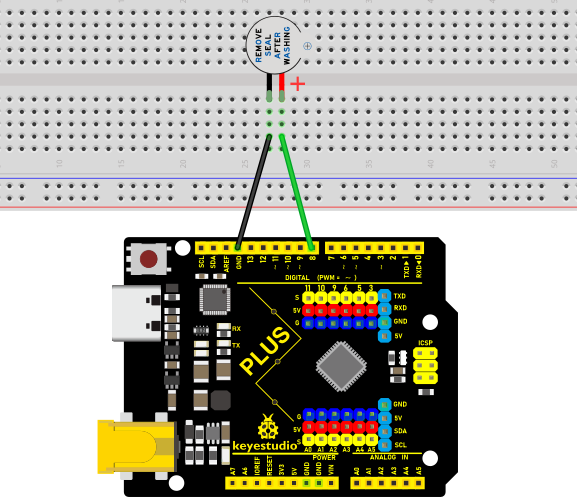 REMOVE
SEAL
AFTER
WASHING
+
10
15
20
25
30
35
40
45
50
SCL
SDA
AREF
GND
13
12
~11
~10
~9
8
7
~6
~5
4
~3
2
TXD▶1
RXD◀0
DIGITAL (PWM = ~ )
11 10 9 6 5 3
S
5V
G
TXD
RXD
GND
5V
RX
TX
PLUS
ICSP
GND
5V
SDA
SCL
G
5V
S
A0 A1 A2 A3 A4 A5
keyestudio
POWER
ANALOG IN
A7
A6
IOREF
RESET
3V3
5V
GND
GND
VIN
A0
A1
A2
A3
A4
A5